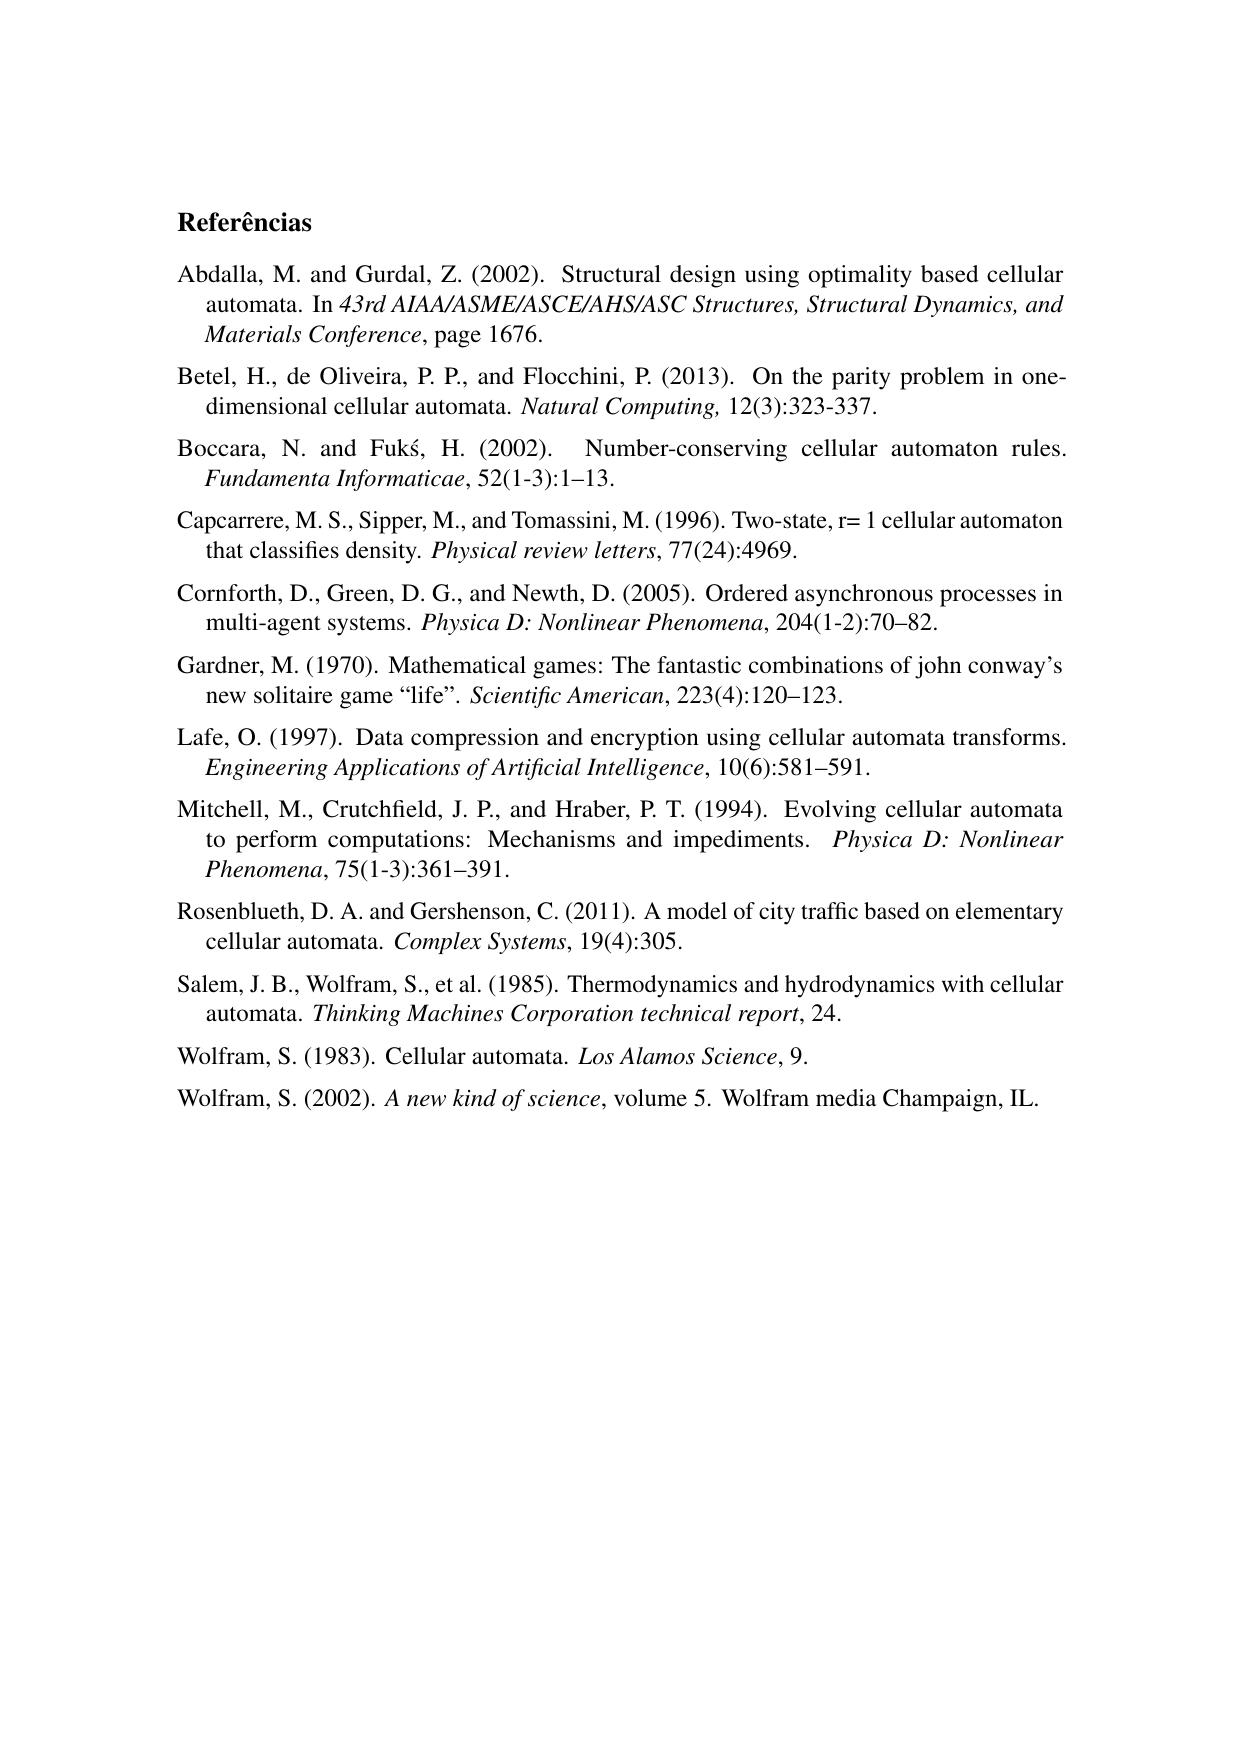 Referências
Abdalla, M. and Gurdal, Z. (2002). Structural design using optimality based cellular
automata. In 43rd AIAA/ASME/ASCE/AHS/ASC Structures, Structural Dynamics, and
Materials Conference, page 1676.
Betel, H., de Oliveira, P. P., and Flocchini, P. (2013). On the parity problem in one-
dimensional cellular automata. Natural Computing, 12(3):323-337.
Boccara, N. and Fukś, H. (2002). Number-conserving cellular automaton rules.
Fundamenta Informaticae, 52(1-3):1–13.
Capcarrere, M. S., Sipper, M., and Tomassini, M. (1996). Two-state, r= 1 cellular automaton
that classifies density. Physical review letters, 77(24):4969.
Cornforth, D., Green, D. G., and Newth, D. (2005). Ordered asynchronous processes in
multi-agent systems. Physica D: Nonlinear Phenomena, 204(1-2):70–82.
Gardner, M. (1970). Mathematical games: The fantastic combinations of john conway’s
new solitaire game “life”. Scientific American, 223(4):120–123.
Lafe, O. (1997). Data compression and encryption using cellular automata transforms.
Engineering Applications of Artificial Intelligence, 10(6):581–591.
Mitchell, M., Crutchfield, J. P., and Hraber, P. T. (1994). Evolving cellular automata
to perform computations: Mechanisms and impediments. Physica D: Nonlinear
Phenomena, 75(1-3):361–391.
Rosenblueth, D. A. and Gershenson, C. (2011). A model of city traffic based on elementary
cellular automata. Complex Systems, 19(4):305.
Salem, J. B., Wolfram, S., et al. (1985). Thermodynamics and hydrodynamics with cellular
automata. Thinking Machines Corporation technical report, 24.
Wolfram, S. (1983). Cellular automata. Los Alamos Science, 9.
Wolfram, S. (2002). A new kind of science, volume 5. Wolfram media Champaign, IL.